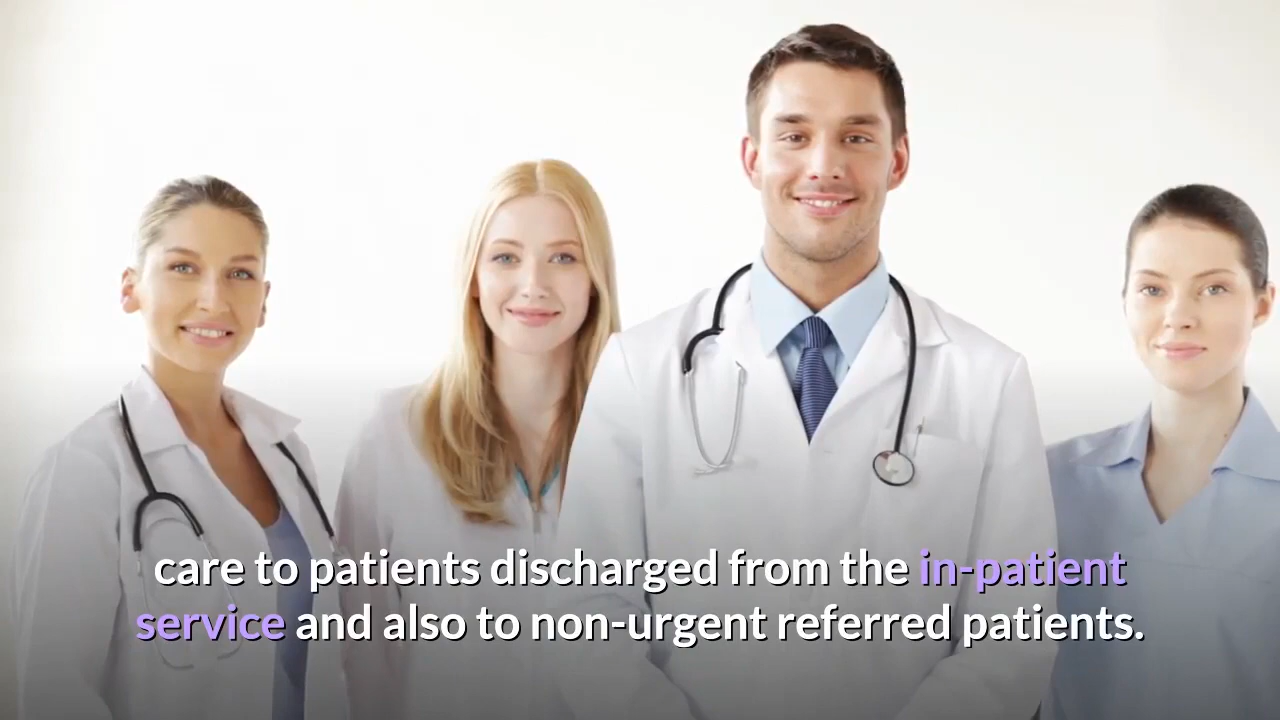 care to patients discharged from the in-patient
service and also to non-urgent referred patients.